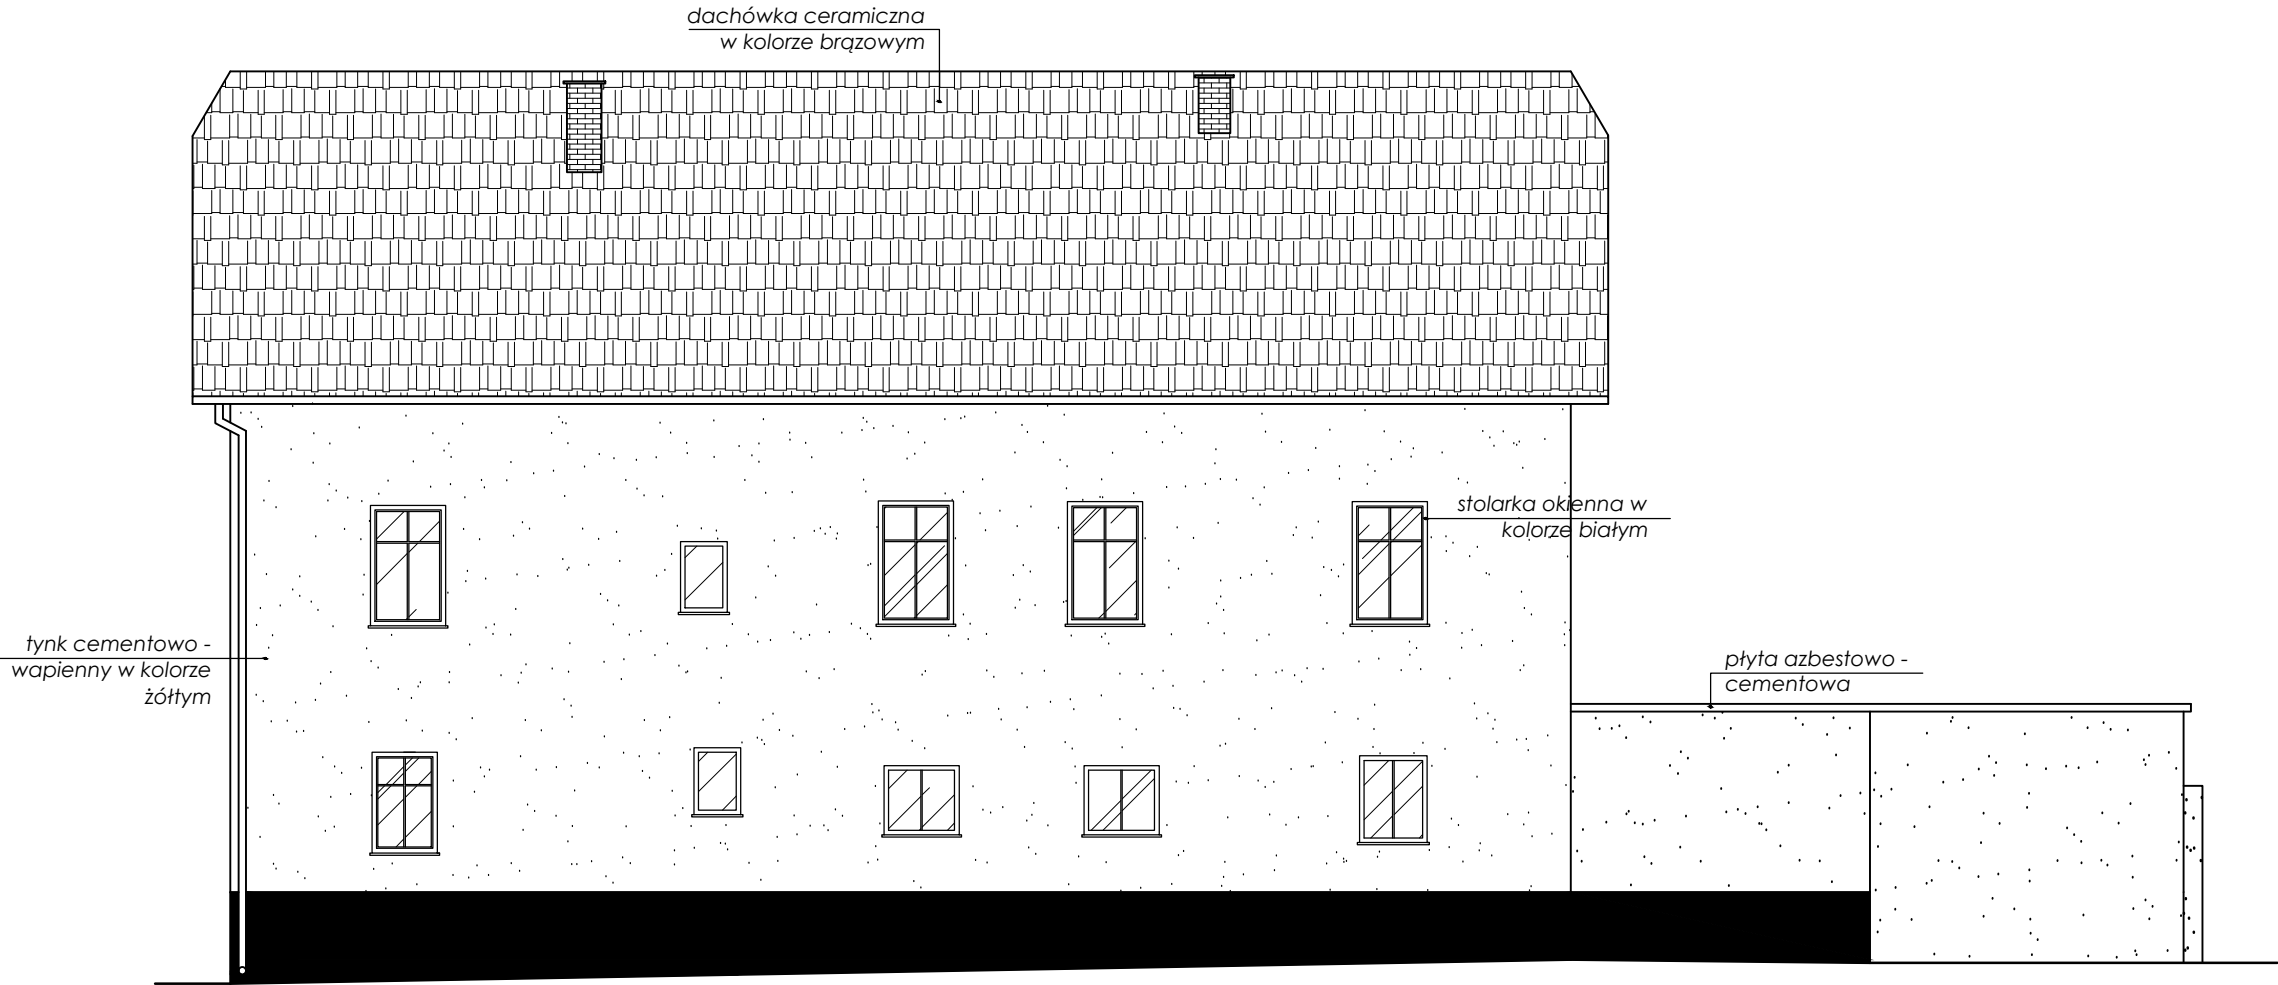 dachówka ceramiczna
w kolorze brązowym
stolarka okienna w
kolorze białym
tynk cementowo -
wapienny w kolorze
żółtym
płyta azbestowo -
cementowa